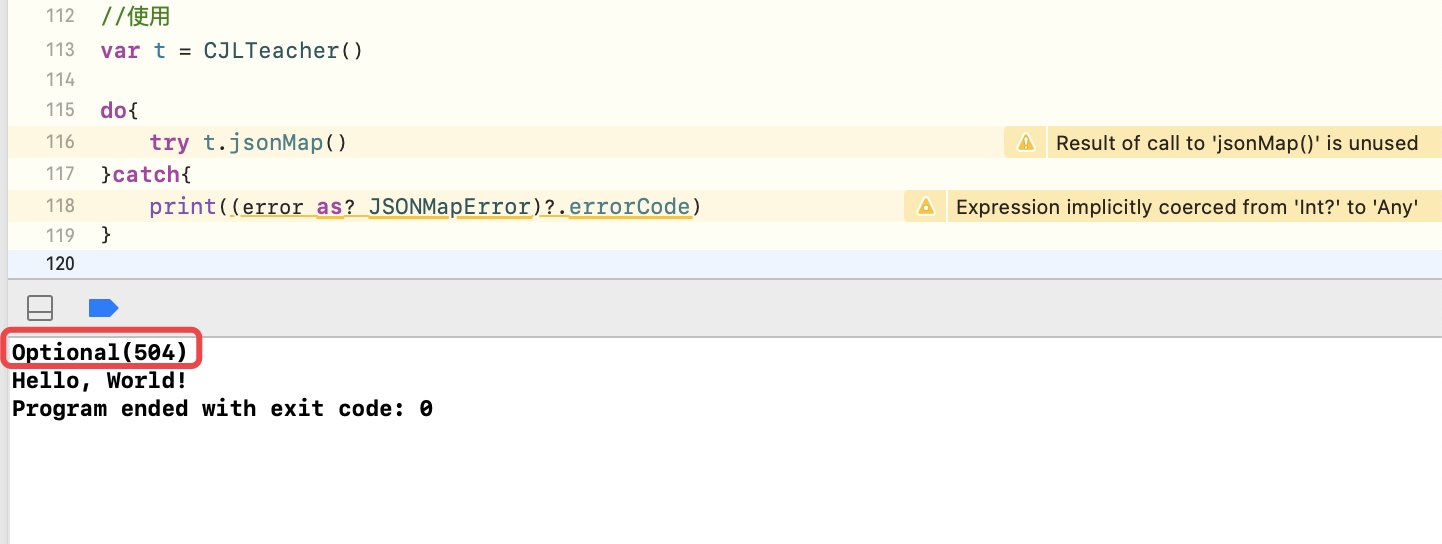 112 //使用
113 var t = CJLTeacher()
114
115 do{
116 try t.jsonMap() Result of call to 'jsonMap()' is unused
117 }catch{
118 print((error as? JSONMapError)?.errorCode) Expression implicitly coerced from 'Int?' to 'Any'
119 }
120
Optional(504)
Hello, World!
Program ended with exit code: 0